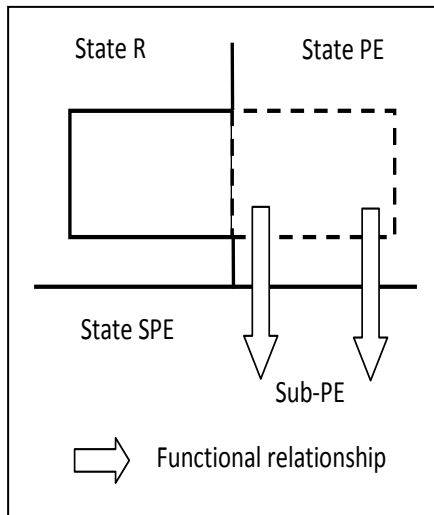 State R
State PE
State SPE
Sub-PE
Functional relationship